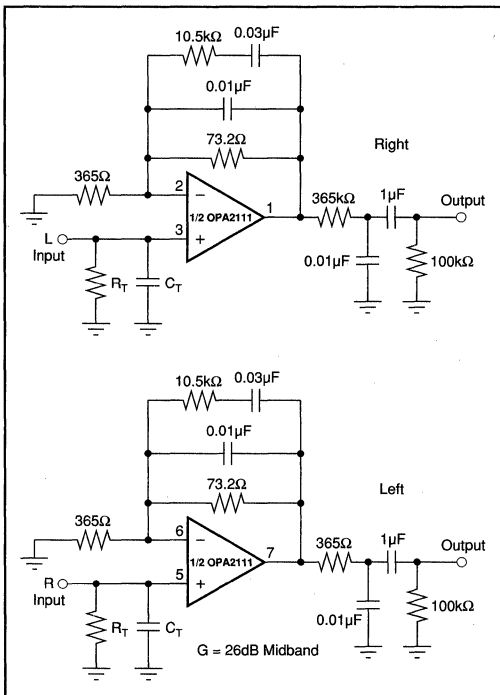 10.5kΩ 0.03µF
0.01µF
73.2Ω
Right
365Ω
2
1
1/2 OPA2111
365kΩ 1µF
Output
L
Input
3
0.01µF
100kΩ
R_T C_T
10.5kΩ 0.03µF
0.01µF
73.2Ω
Left
365Ω
6
7
1/2 OPA2111
365Ω 1µF
Output
R
Input
5
0.01µF
100kΩ
R_T C_T
G = 26dB Midband